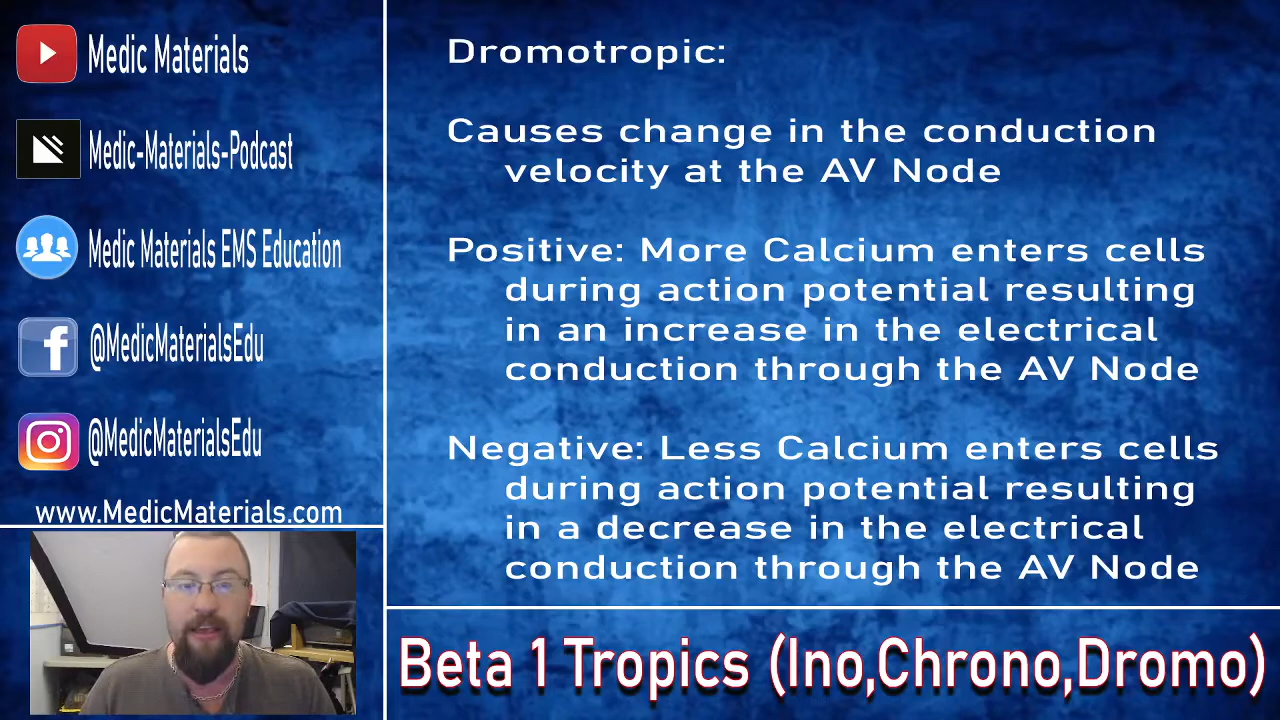 Medic Materials
Medic-Materials-Podcast
Medic Materials EMS Education
@MedicMaterialsEdu
@MedicMaterialsEdu
www.MedicMaterials.com
Dromotropic:
Causes change in the conduction
velocity at the AV Node
Positive: More Calcium enters cells
during action potential resulting
in an increase in the electrical
conduction through the AV Node
Negative: Less Calcium enters cells
during action potential resulting
in a decrease in the electrical
conduction through the AV Node
Beta 1 Tropics (Ino,Chrono,Dromo)